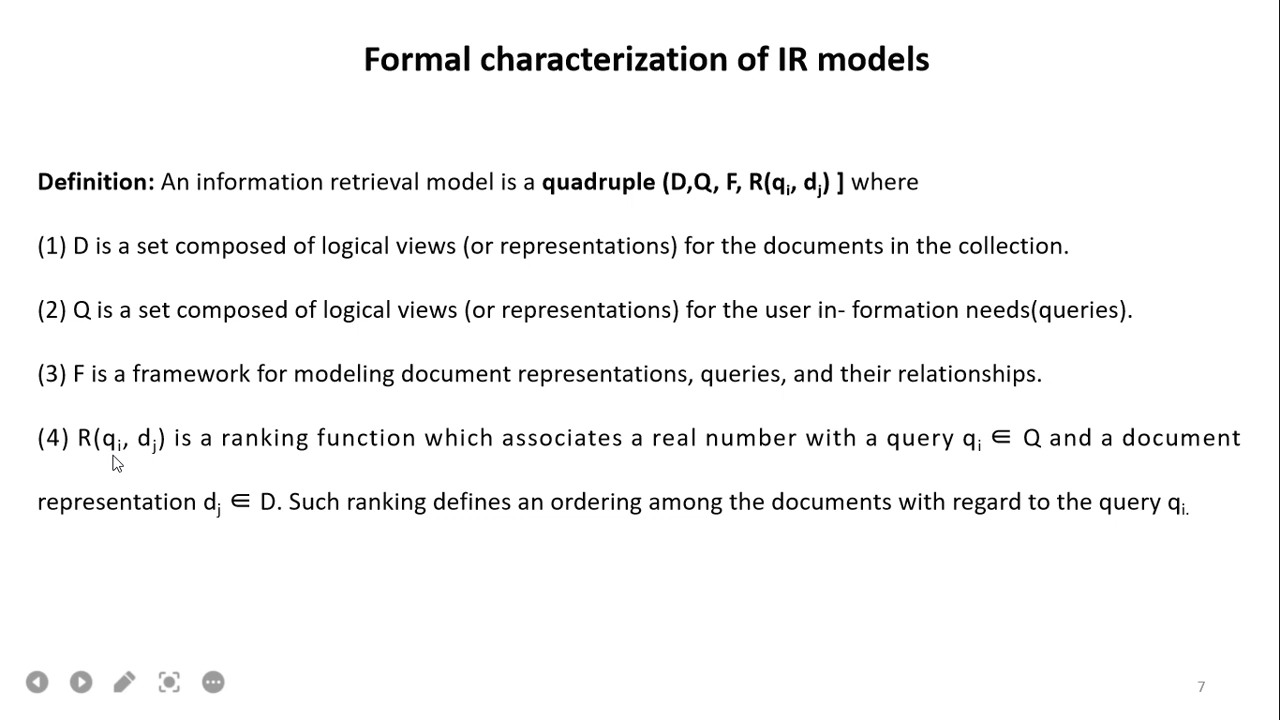 Formal characterization of IR models
Definition: An information retrieval model is a quadruple (D,Q, F, R(qi, dj) ] where
(1) D is a set composed of logical views (or representations) for the documents in the collection.
(2) Q is a set composed of logical views (or representations) for the user in- formation needs(queries).
(3) F is a framework for modeling document representations, queries, and their relationships.
(4) R(qi, dj) is a ranking function which associates a real number with a query qi ∈ Q and a document
representation dj ∈ D. Such ranking defines an ordering among the documents with regard to the query qi.
7